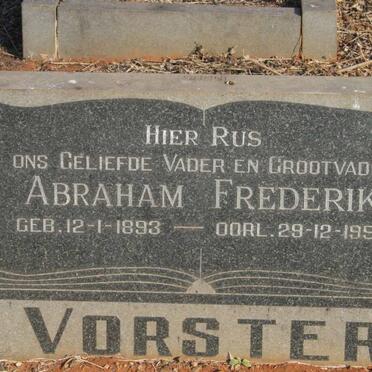 HIER RUS
ONS GELIEFDE VADER EN GROOTVAD
ABRAHAM FREDERIK
GEB. 12-1-1893 — OORL. 29-12-195
VORSTER